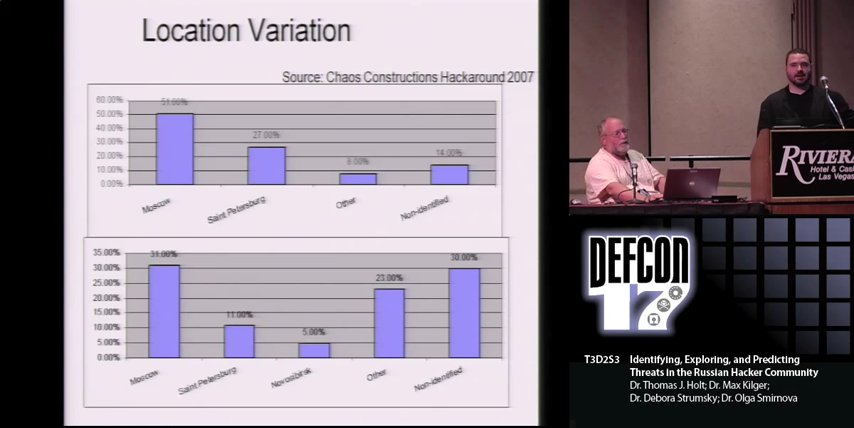 Location Variation
Source: Chaos Constructions Hackaround 2007
60.00%
50.00%
40.00%
30.00%
20.00%
10.00%
0.00%
51.00%
27.00%
8.00%
14.00%
Moscow
Saint Petersburg
Other
Non-identified
35.00%
30.00%
25.00%
20.00%
15.00%
10.00%
5.00%
0.00%
31.00%
11.00%
5.00%
23.00%
30.00%
Moscow
Saint Petersburg
Novosibirsk
Other
Non-identified
RIVIERA
Hotel & Casi
Las Vegas
DEFCON
17
T3D2S3 Identifying, Exploring, and Predicting
Threats in the Russian Hacker Community
Dr. Thomas J. Holt; Dr. Max Kilger;
Dr. Debora Strumsky; Dr. Olga Smirnova